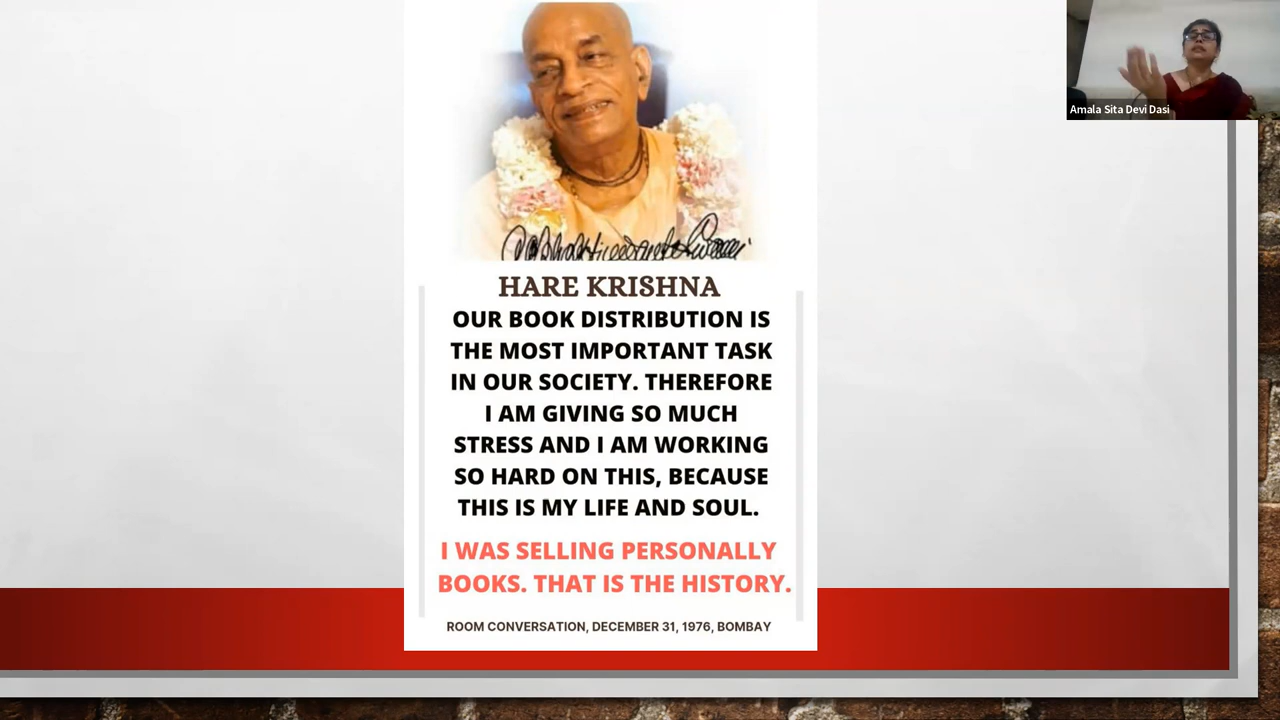 Amala Sita Devi Dasi
HARE KRISHNA
OUR BOOK DISTRIBUTION IS
THE MOST IMPORTANT TASK
IN OUR SOCIETY. THEREFORE
I AM GIVING SO MUCH
STRESS AND I AM WORKING
SO HARD ON THIS, BECAUSE
THIS IS MY LIFE AND SOUL.
I WAS SELLING PERSONALLY
BOOKS. THAT IS THE HISTORY.
ROOM CONVERSATION, DECEMBER 31, 1976, BOMBAY